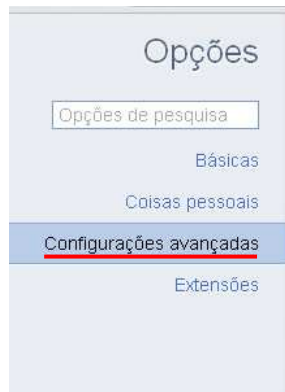 Opções
Opções de pesquisa
Básicas
Coisas pessoais
Configurações avançadas
Extensões